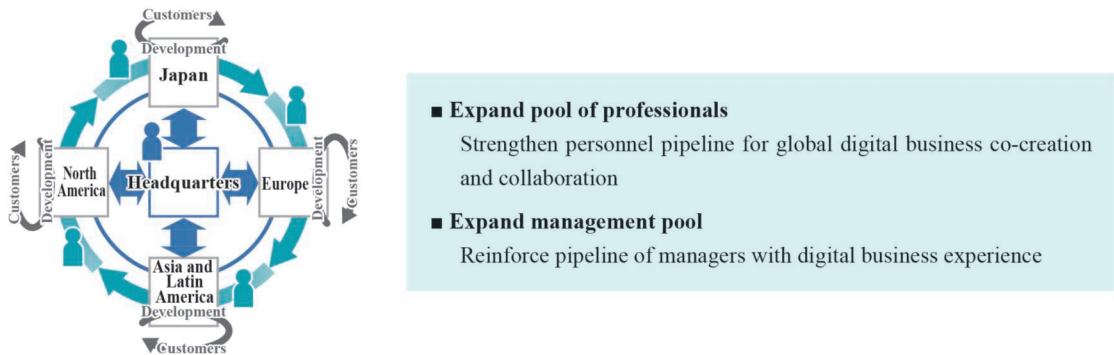 Customers
Development
Japan
Customers
Development
North
America
Headquarters
Europe
Development
Customers
Asia and
Latin
America
Development
Customers
■ Expand pool of professionals
Strengthen personnel pipeline for global digital business co-creation
and collaboration
■ Expand management pool
Reinforce pipeline of managers with digital business experience